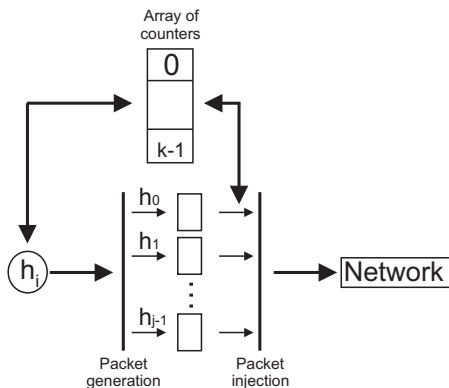 Array of
counters
0
k-1
h0
h1
hi
Network
hj-1
Packet
generation
Packet
injection